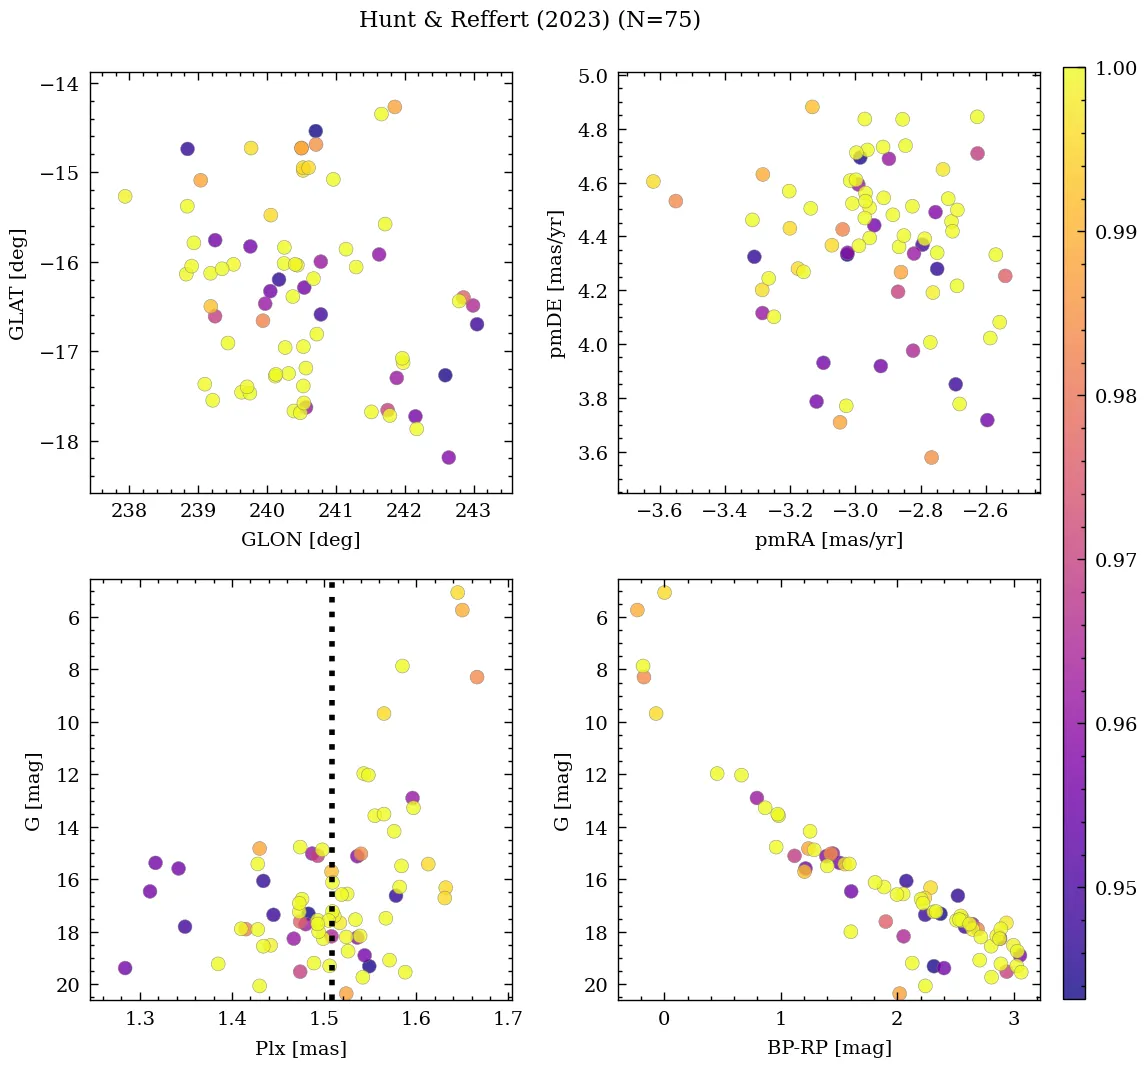 Hunt & Reffert (2023) (N=75)
−14
−15
−16
−17
−18
GLAT [deg]
238 239 240 241 242 243
GLON [deg]
5.0
4.8
4.6
4.4
4.2
4.0
3.8
3.6
pmDE [mas/yr]
−3.6 −3.4 −3.2 −3.0 −2.8 −2.6
pmRA [mas/yr]
6
8
10
12
14
16
18
20
G [mag]
1.3 1.4 1.5 1.6 1.7
Plx [mas]
6
8
10
12
14
16
18
20
G [mag]
0 1 2 3
BP-RP [mag]
1.00
0.99
0.98
0.97
0.96
0.95